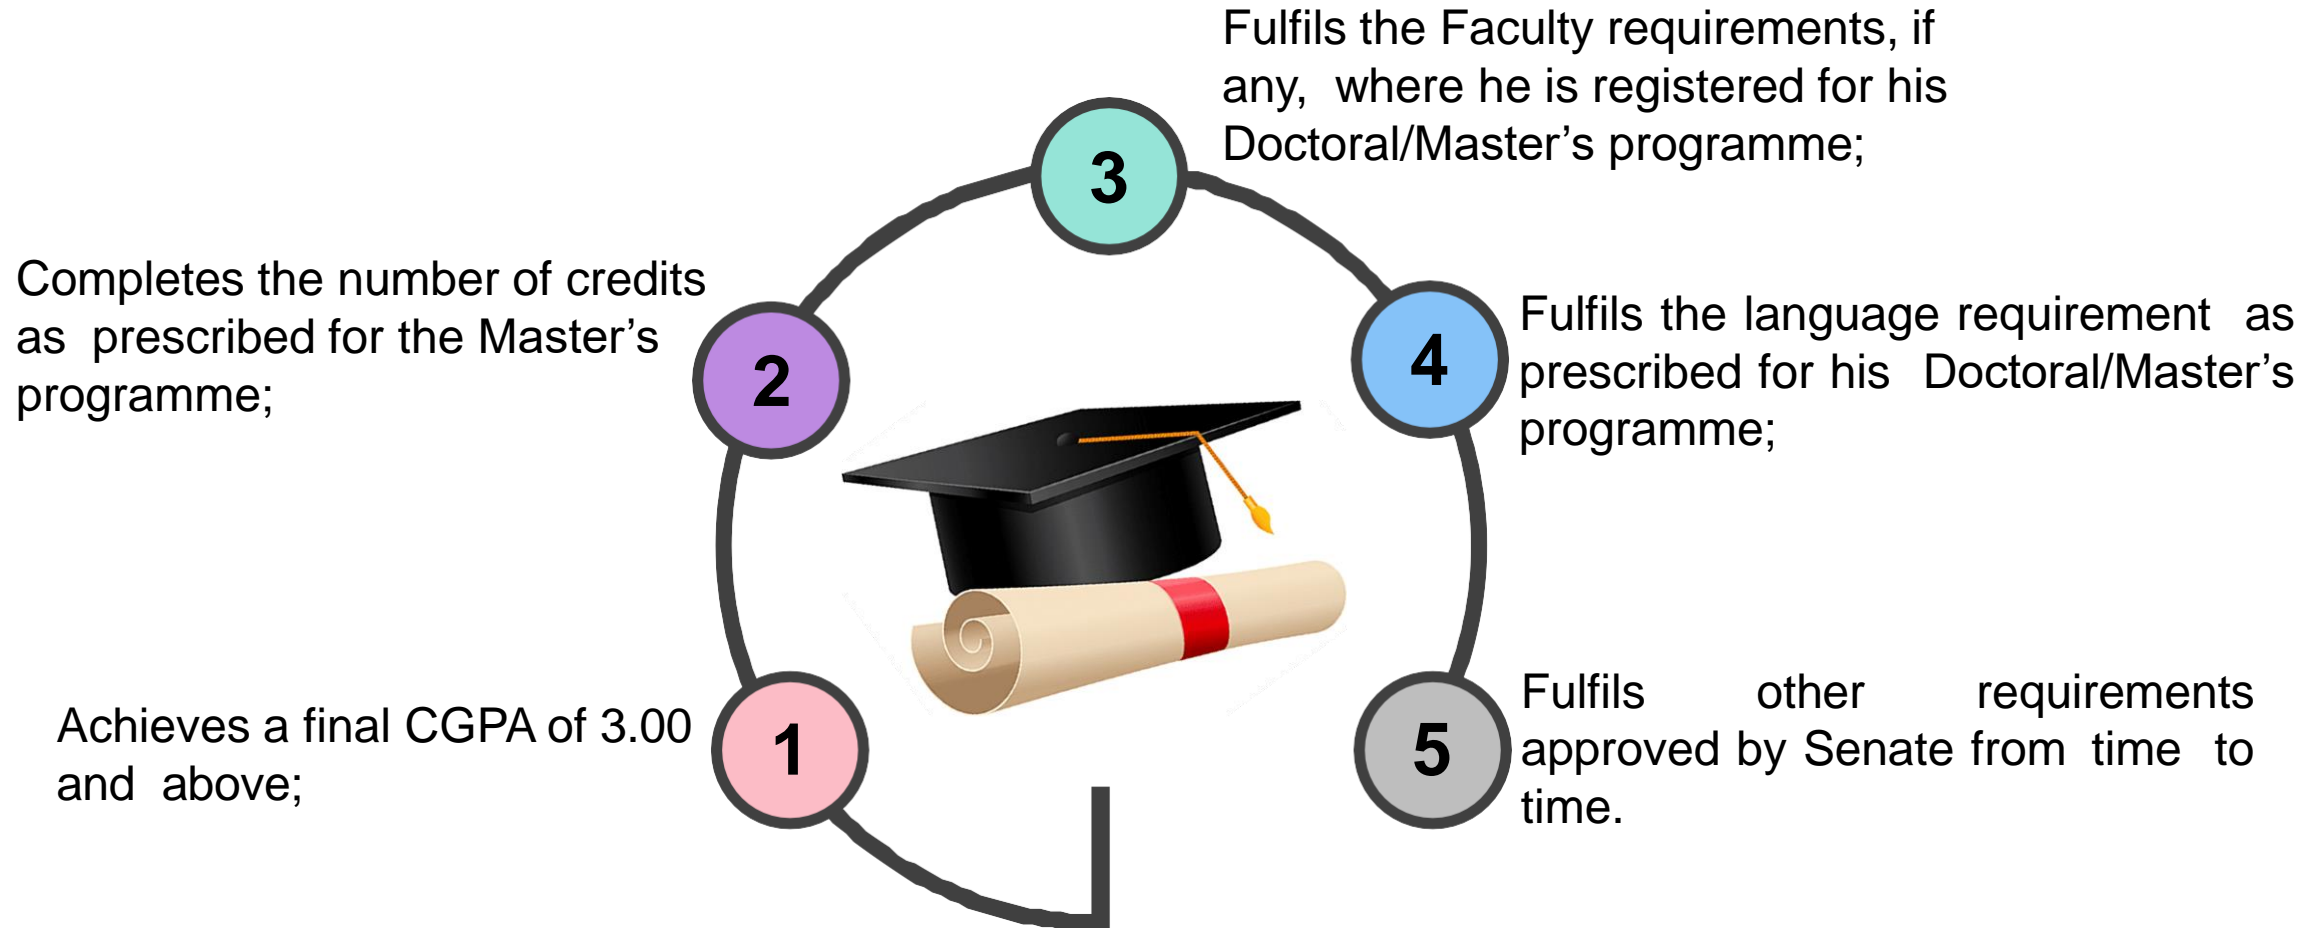 1
Achieves a final CGPA of 3.00
and above;
2
Completes the number of credits
as prescribed for the Master’s
programme;
3
Fulfils the Faculty requirements, if
any, where he is registered for his
Doctoral/Master’s programme;
4
Fulfils the language requirement as
prescribed for his Doctoral/Master’s
programme;
5
Fulfils other requirements
approved by Senate from time to
time.